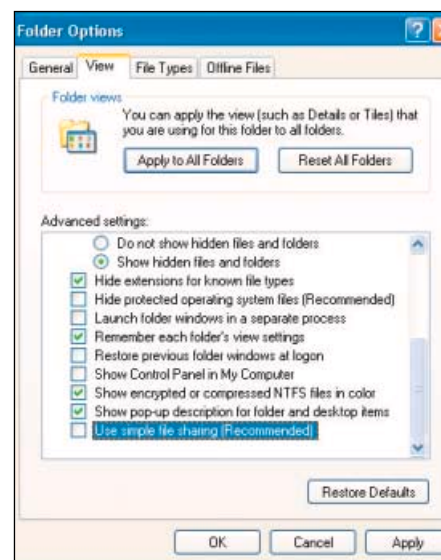 Folder Options
General View File Types Offline Files
Folder views
You can apply the view (such as Details or Tiles) that
you are using for this folder to all folders.
Apply to All Folders Reset All Folders
Advanced settings:
Do not show hidden files and folders
Show hidden files and folders
Hide extensions for known file types
Hide protected operating system files (Recommended)
Launch folder windows in a separate process
Remember each folder's view settings
Restore previous folder windows at logon
Show Control Panel in My Computer
Show encrypted or compressed NTFS files in color
Show pop-up description for folder and desktop items
Use simple file sharing (Recommended)
Restore Defaults
OK Cancel Apply